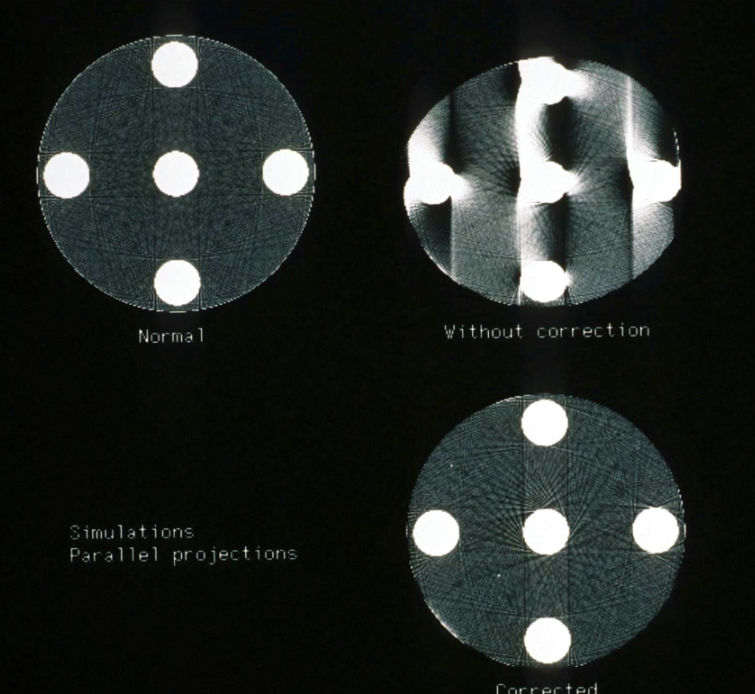 Normal
Without correction
Simulations
Parallel projections
Corrected